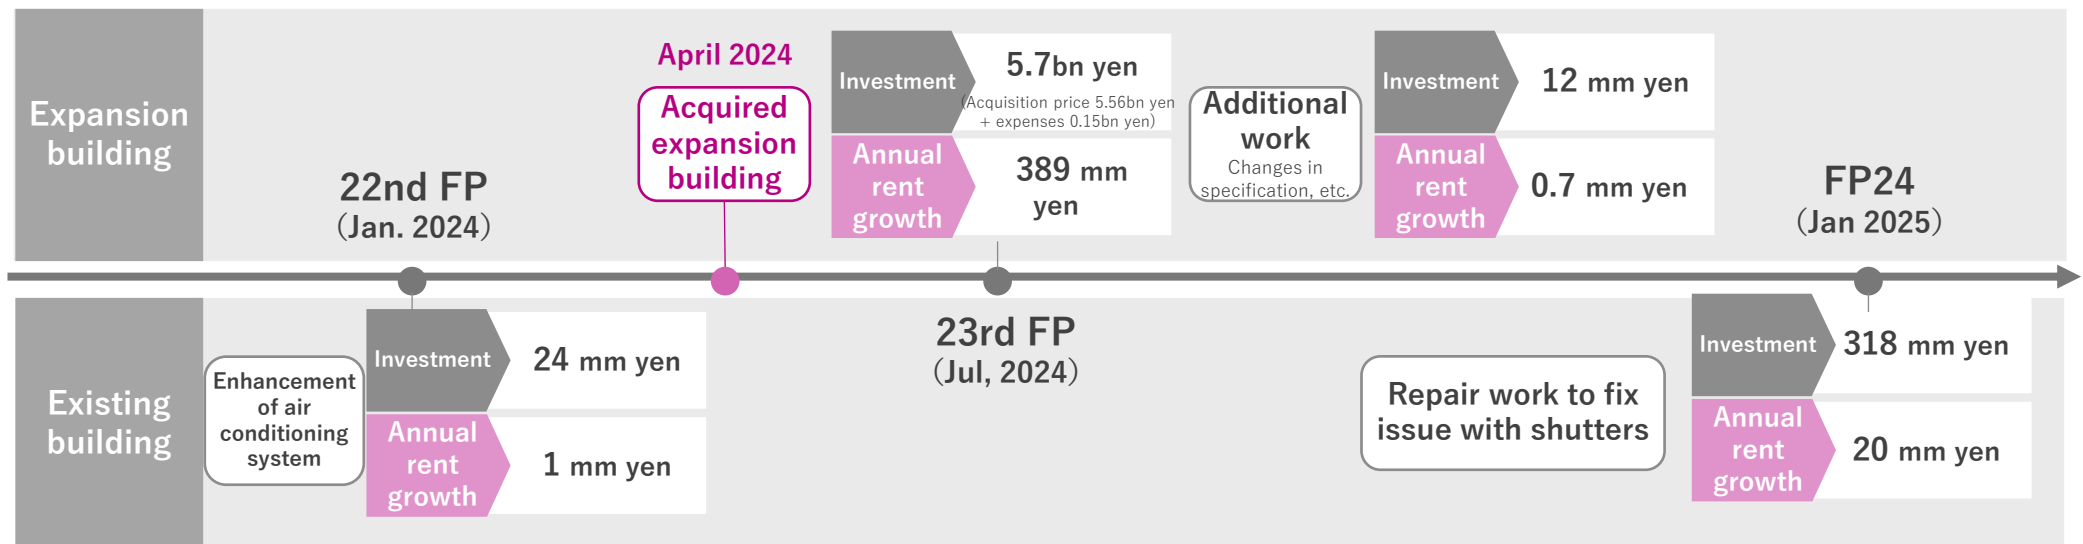 Expansion
building
22nd FP
(Jan. 2024)
April 2024
Acquired
expansion
building
Investment
5.7bn yen
(Acquisition price 5.56bn yen
+ expenses 0.15bn yen)
Annual
rent
growth
389 mm
yen
Additional
work
Changes in
specification, etc.
Investment
12 mm yen
Annual
rent
growth
0.7 mm yen
FP24
(Jan 2025)
Existing
building
Enhancement
of air
conditioning
system
Investment
24 mm yen
Annual
rent
growth
1 mm yen
23rd FP
(Jul, 2024)
Repair work to fix
issue with shutters
Investment
318 mm yen
Annual
rent
growth
20 mm yen